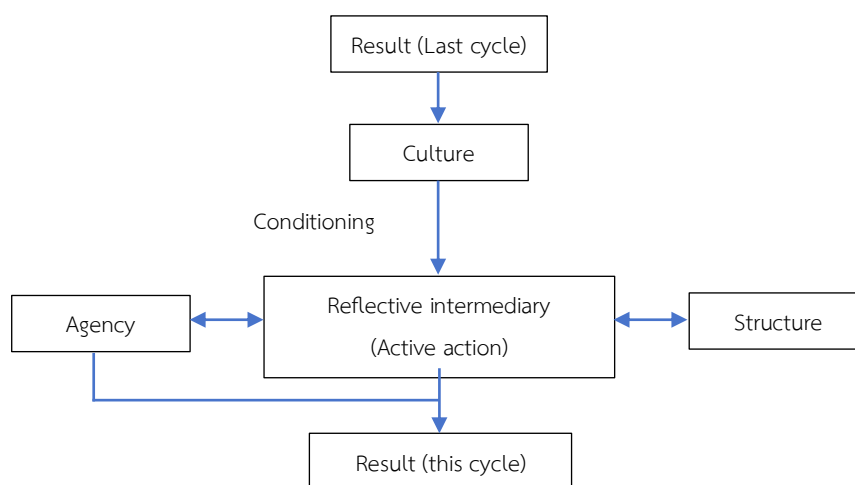 Result (Last cycle)
Culture
Conditioning
Reflective intermediary
(Active action)
Agency
Structure
Result (this cycle)